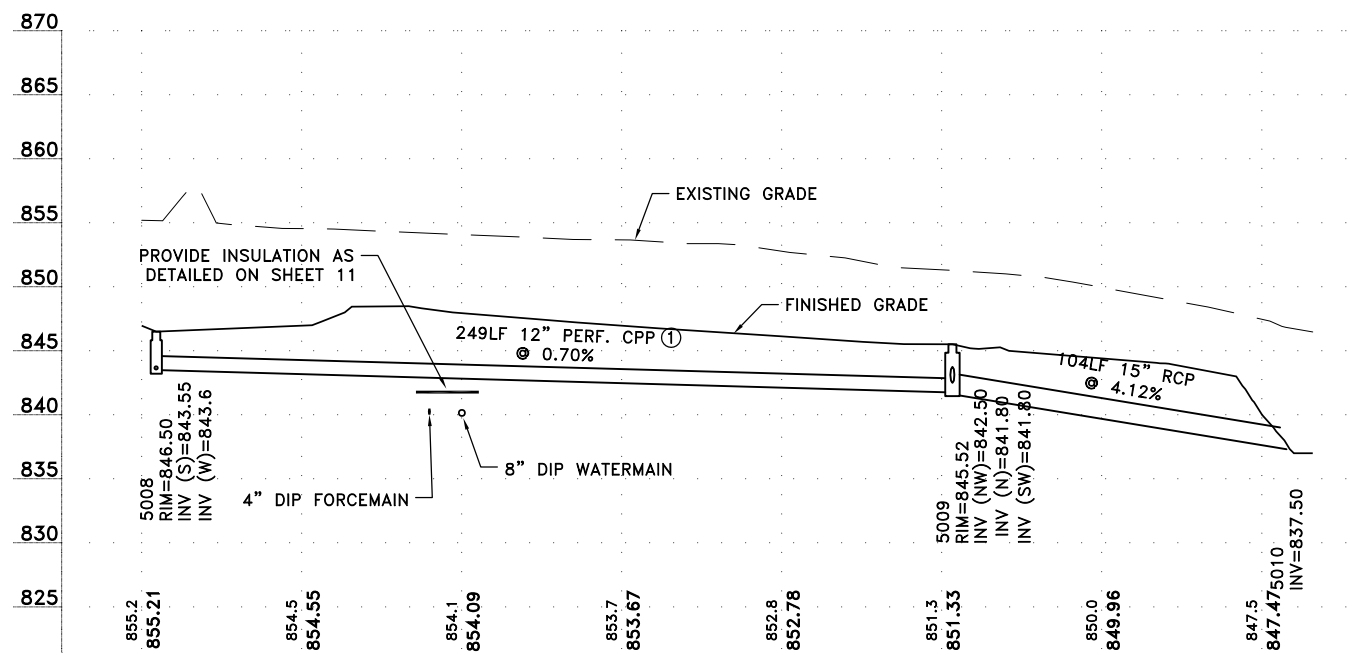 870
865
860
855
850
845
840
835
830
825
EXISTING GRADE
PROVIDE INSULATION AS
DETAILED ON SHEET 11
FINISHED GRADE
249LF 12" PERF. CPP 1
@ 0.70%
104LF 15" RCP
@ 4.12%
8" DIP WATERMAIN
4" DIP FORCEMAIN
5008
RIM=846.50
INV (S)=843.55
INV (W)=843.6
5009
RIM=845.52
INV (NW)=842.50
INV (N)=841.80
INV (SW)=841.80
5010
INV=837.50
855.2
855.21
854.5
854.55
854.1
854.09
853.7
853.67
852.8
852.78
851.3
851.33
850.0
849.96
847.5
847.47